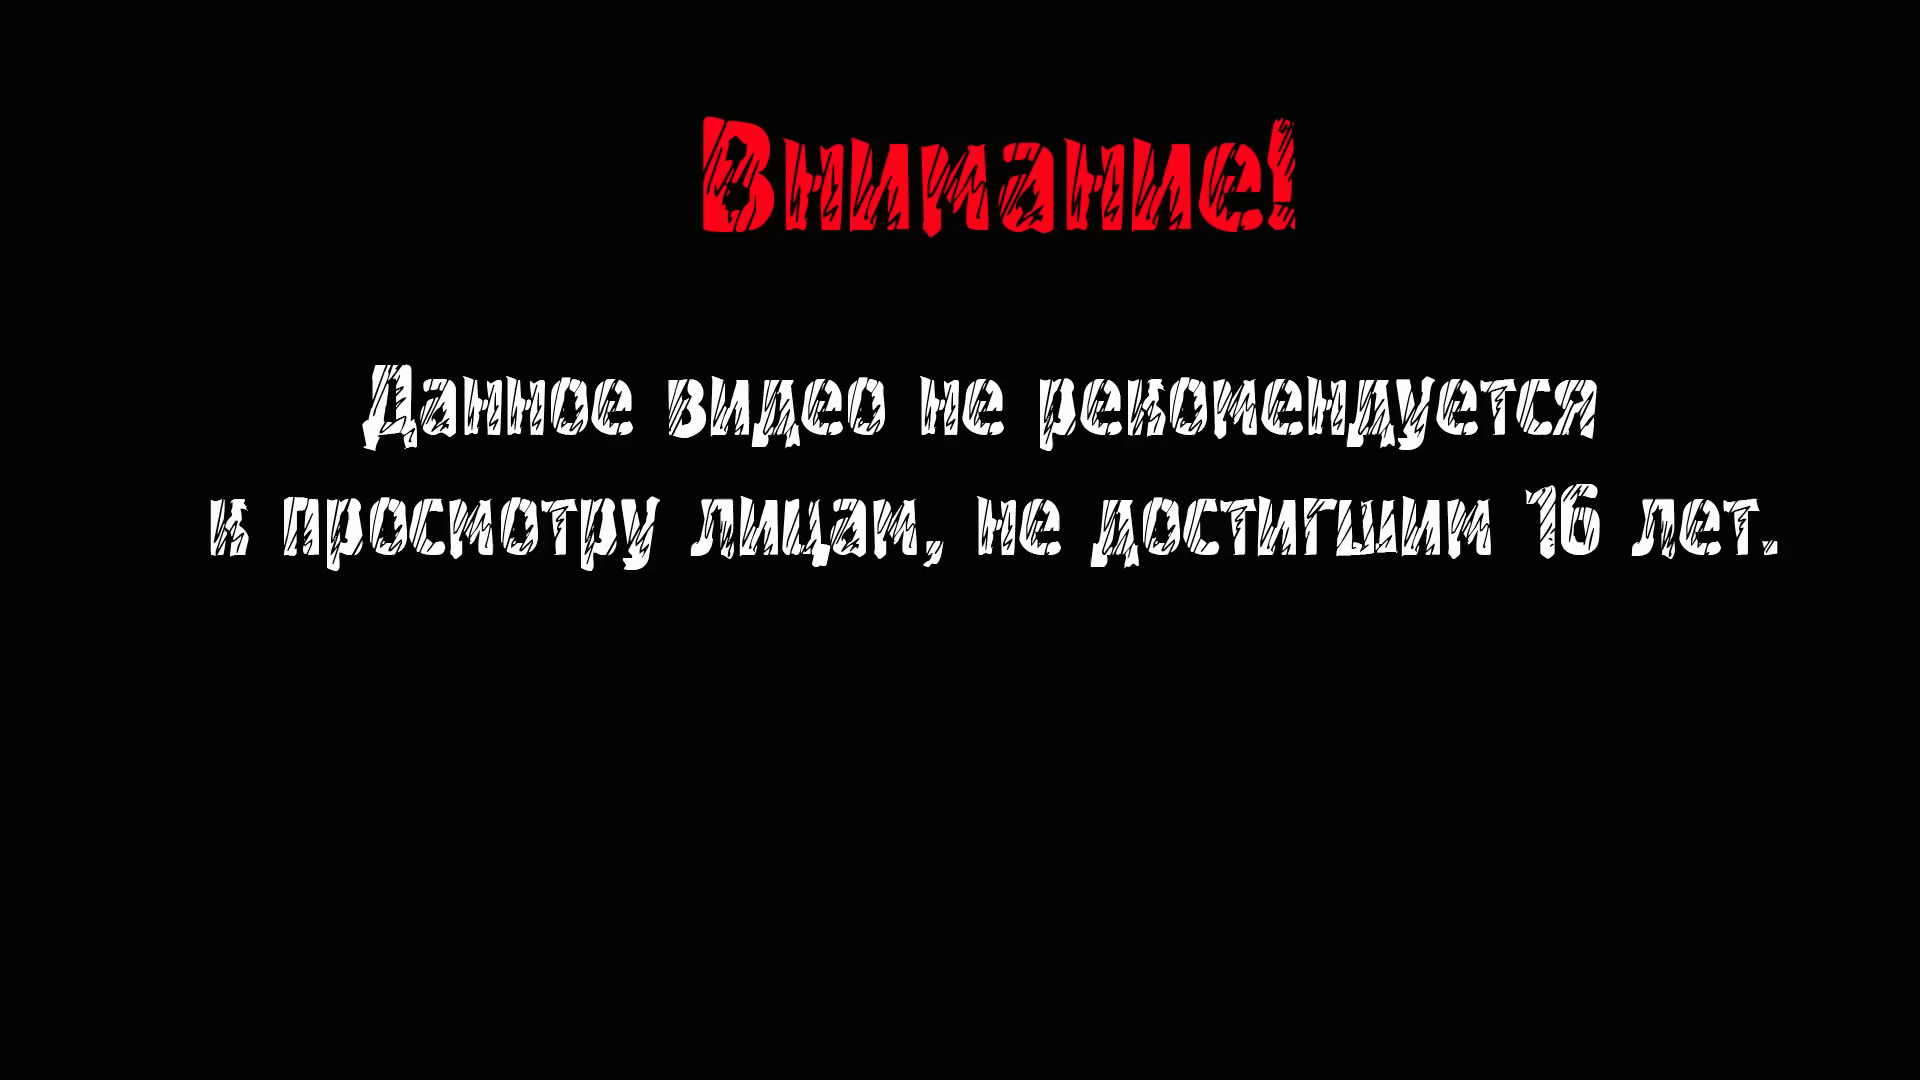 Внимание!
Данное видео не рекомендуется
к просмотру лицам, не достигшим 16 лет.